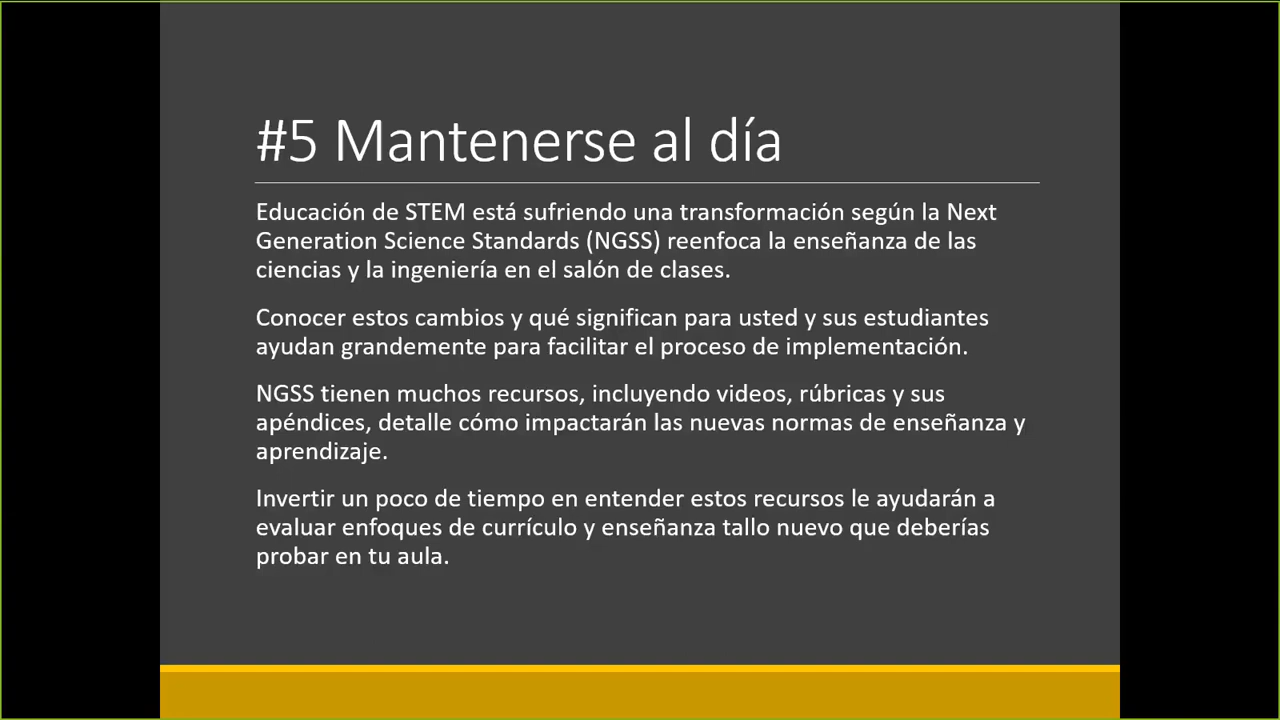 #5 Mantenerse al día
Educación de STEM está sufriendo una transformación según la Next
Generation Science Standards (NGSS) reenfoca la enseñanza de las
ciencias y la ingeniería en el salón de clases.
Conocer estos cambios y qué significan para usted y sus estudiantes
ayudan grandemente para facilitar el proceso de implementación.
NGSS tienen muchos recursos, incluyendo videos, rúbricas y sus
apéndices, detalle cómo impactarán las nuevas normas de enseñanza y
aprendizaje.
Invertir un poco de tiempo en entender estos recursos le ayudarán a
evaluar enfoques de currículo y enseñanza tallo nuevo que deberías
probar en tu aula.